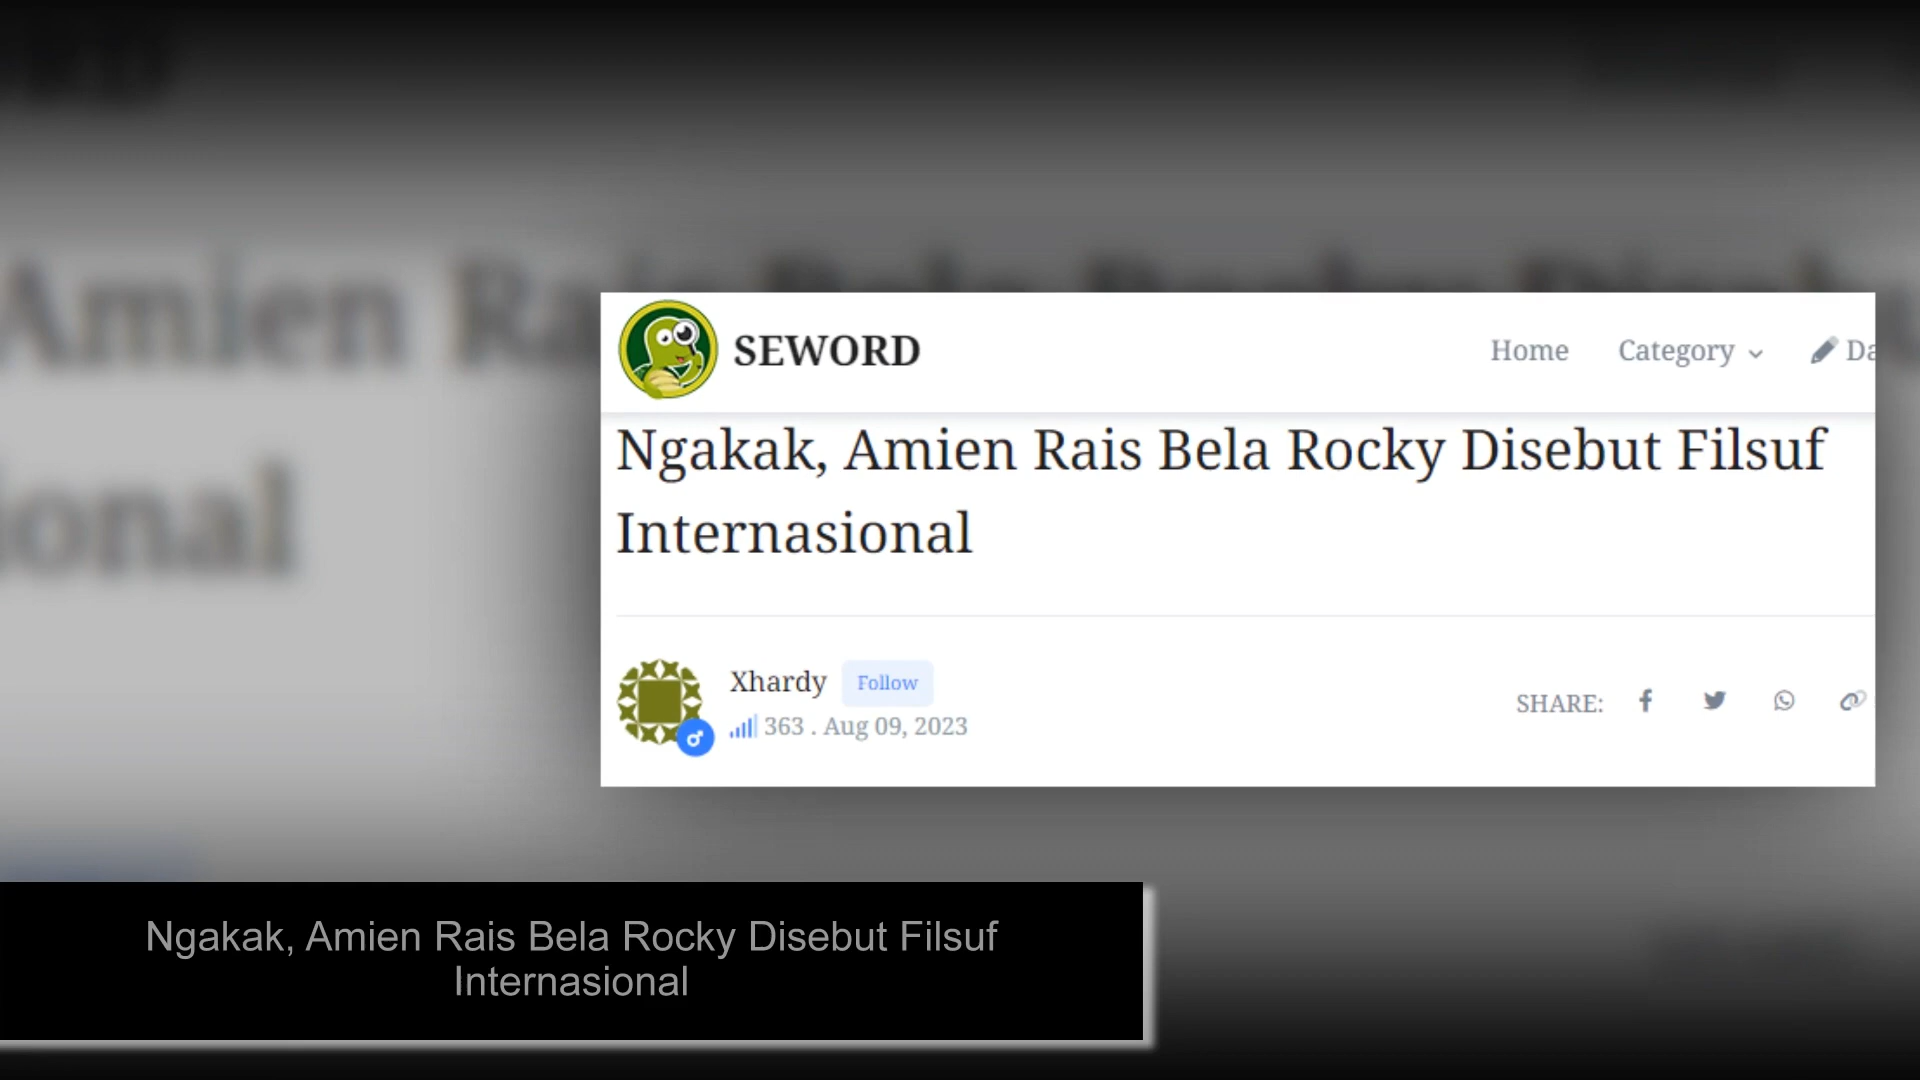 SEWORD
Home Category Da
Ngakak, Amien Rais Bela Rocky Disebut Filsuf
Internasional
Xhardy Follow
363 . Aug 09, 2023
SHARE:
Ngakak, Amien Rais Bela Rocky Disebut Filsuf
Internasional